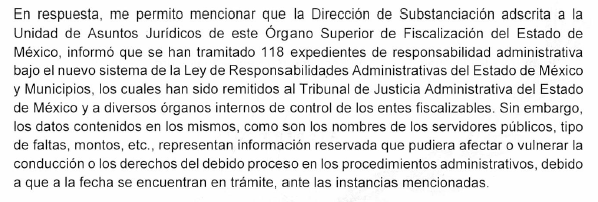 En respuesta, me permito mencionar que la Dirección de Substanciación adscrita a la
Unidad de Asuntos Jurídicos de este Órgano Superior de Fiscalización del Estado de
México, informó que se han tramitado 118 expedientes de responsabilidad administrativa
bajo el nuevo sistema de la Ley de Responsabilidades Administrativas del Estado de México
y Municipios, los cuales han sido remitidos al Tribunal de Justicia Administrativa del Estado
de México y a diversos órganos internos de control de los entes fiscalizables. Sin embargo,
los datos contenidos en los mismos, como son los nombres de los servidores públicos, tipo
de faltas, montos, etc., representan información reservada que pudiera afectar o vulnerar la
conducción o los derechos del debido proceso en los procedimientos administrativos, debido
a que a la fecha se encuentran en trámite, ante las instancias mencionadas.